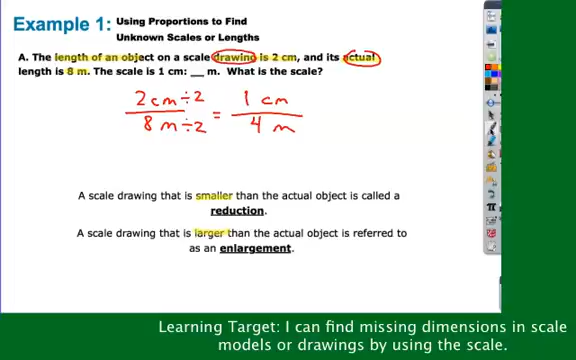 Example 1: Using Proportions to Find
Unknown Scales or Lengths
A. The length of an object on a scale drawing is 2 cm, and its actual
length is 8 m. The scale is 1 cm: __ m. What is the scale?
2 cm ÷ 2 / 8 m ÷ 2 = 1 cm / 4 m
A scale drawing that is smaller than the actual object is called a
reduction.
A scale drawing that is larger than the actual object is referred to
as an enlargement.
Learning Target: I can find missing dimensions in scale
models or drawings by using the scale.